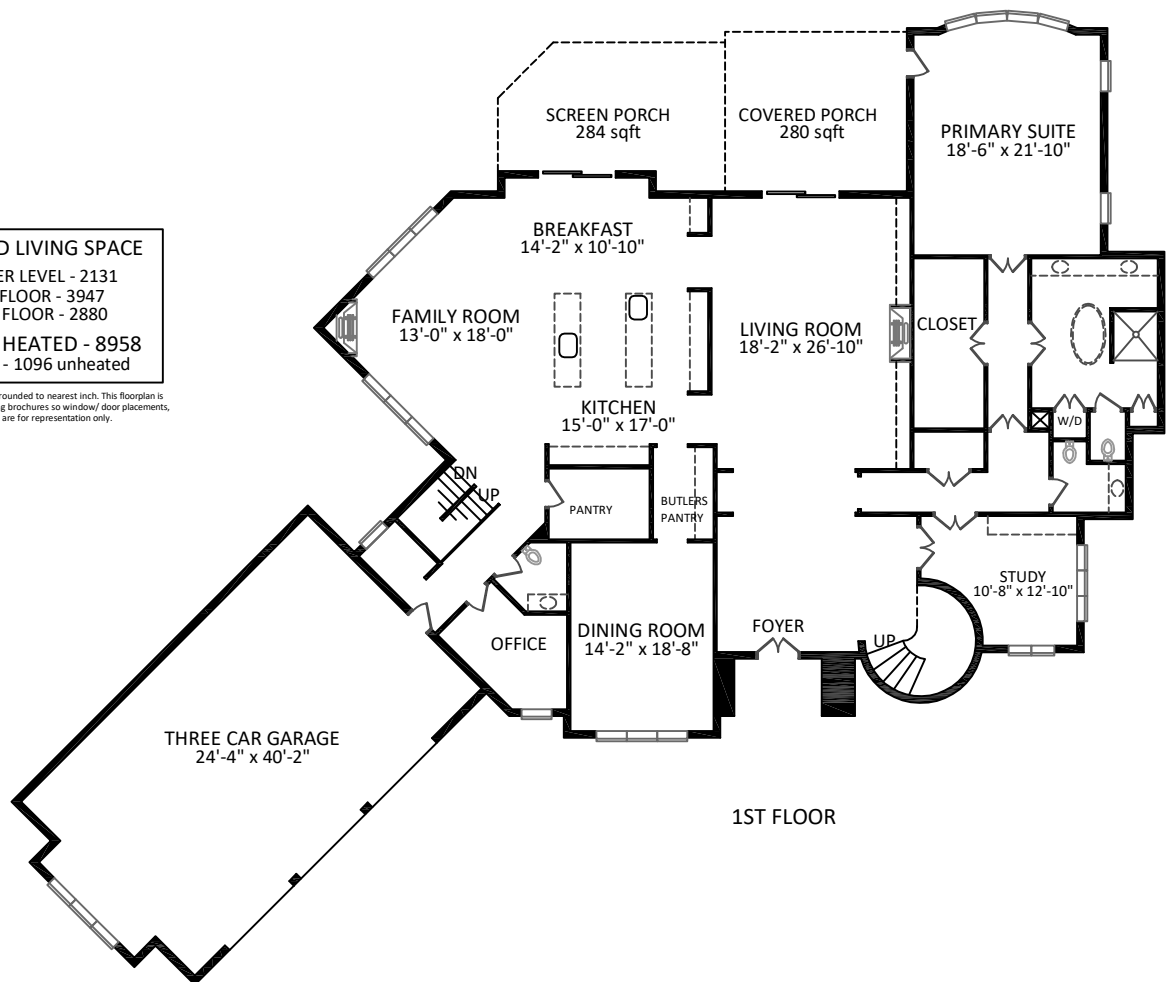 SCREEN PORCH
284 sqft
COVERED PORCH
280 sqft
PRIMARY SUITE
18'-6" x 21'-10"
D LIVING SPACE
ER LEVEL - 2131
FLOOR - 3947
FLOOR - 2880
HEATED - 8958
- 1096 unheated
rounded to nearest inch. This floorplan is
g brochures so window/ door placements,
are for representation only.
BREAKFAST
14'-2" x 10'-10"
FAMILY ROOM
13'-0" x 18'-0"
LIVING ROOM
18'-2" x 26'-10"
CLOSET
KITCHEN
15'-0" x 17'-0"
W/D
DN
UP
PANTRY
BUTLERS
PANTRY
STUDY
10'-8" x 12'-10"
OFFICE
DINING ROOM
14'-2" x 18'-8"
FOYER
UP
THREE CAR GARAGE
24'-4" x 40'-2"
1ST FLOOR